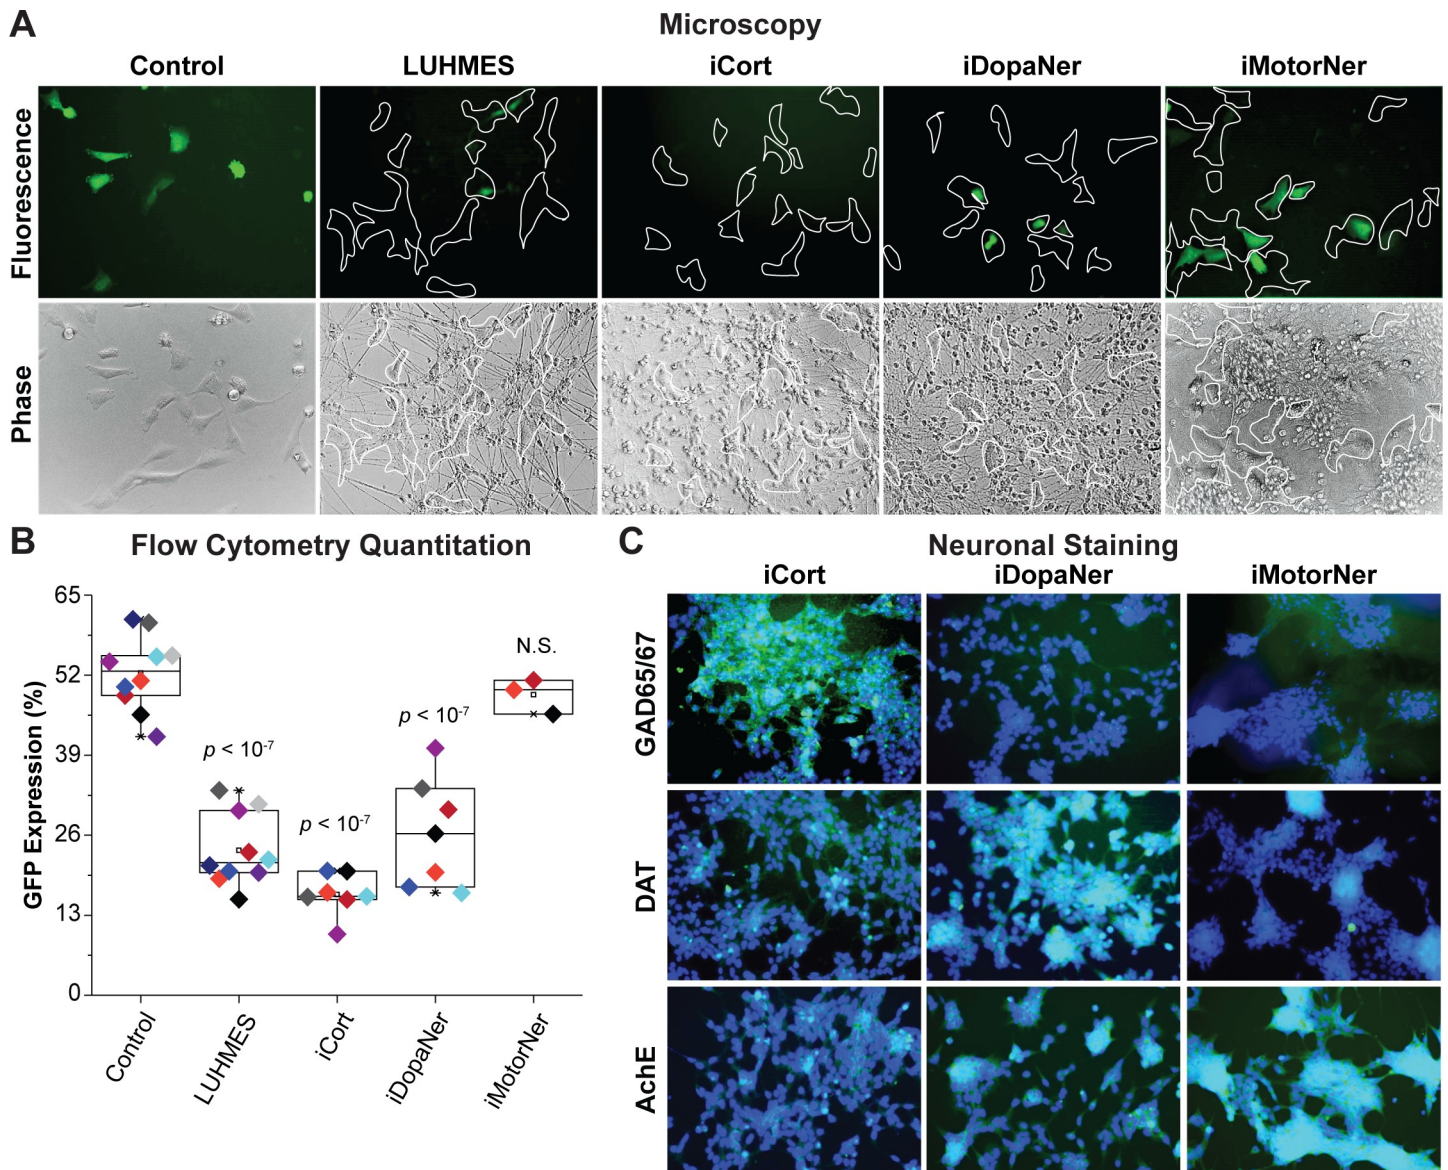 A
Microscopy
Control
LUHMES
iCort
iDopaNer
iMotorNer
Fluorescence
Phase
B
Flow Cytometry Quantitation
GFP Expression (%)
65
52
39
26
13
0
p < 10-7
p < 10-7
p < 10-7
N.S.
Control
LUHMES
iCort
iDopaNer
iMotorNer
C
Neuronal Staining
iCort
iDopaNer
iMotorNer
GAD65/67
DAT
AchE